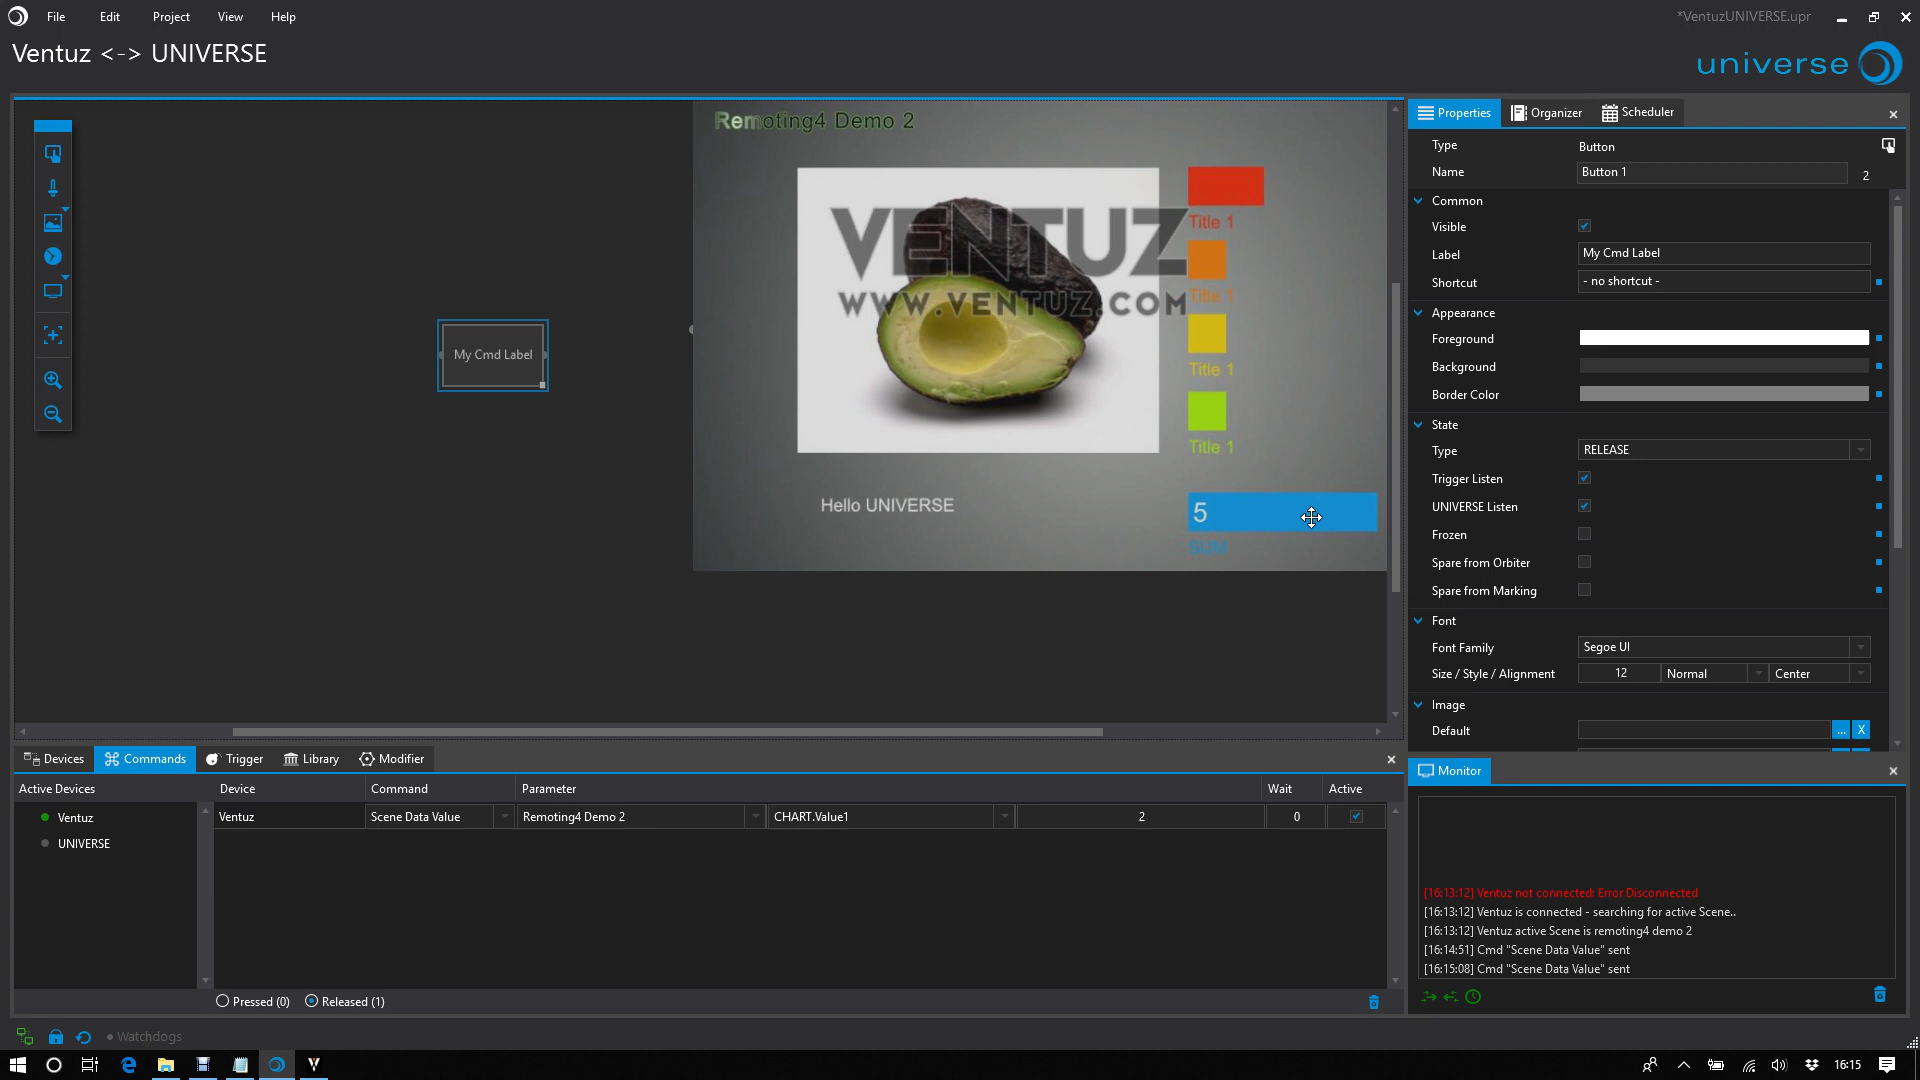 File Edit Project View Help
*VentuzUNIVERSE.upr
Ventuz <-> UNIVERSE
universe
Remoting4 Demo 2
VENTUZ
WWW.VENTUZ.COM
Title 1
Title 1
Title 1
Title 1
My Cmd Label
Hello UNIVERSE
5
SUM
Properties Organizer Scheduler
Type Button
Name Button 1 2
Common
Visible
Label My Cmd Label
Shortcut - no shortcut -
Appearance
Foreground
Background
Border Color
State
Type RELEASE
Trigger Listen
UNIVERSE Listen
Frozen
Spare from Orbiter
Spare from Marking
Font
Font Family Segoe UI
Size / Style / Alignment 12 Normal Center
Image
Default ... X
Devices Commands Trigger Library Modifier
Active Devices Device Command Parameter Wait Active
Ventuz Ventuz Scene Data Value Remoting4 Demo 2 CHART.Value1 2 0
UNIVERSE
Pressed (0) Released (1)
Monitor
[16:13:12] Ventuz not connected: Error Disconnected
[16:13:12] Ventuz is connected - searching for active Scene..
[16:13:12] Ventuz active Scene is remoting4 demo 2
[16:14:51] Cmd "Scene Data Value" sent
[16:15:08] Cmd "Scene Data Value" sent
Watchdogs
16:15